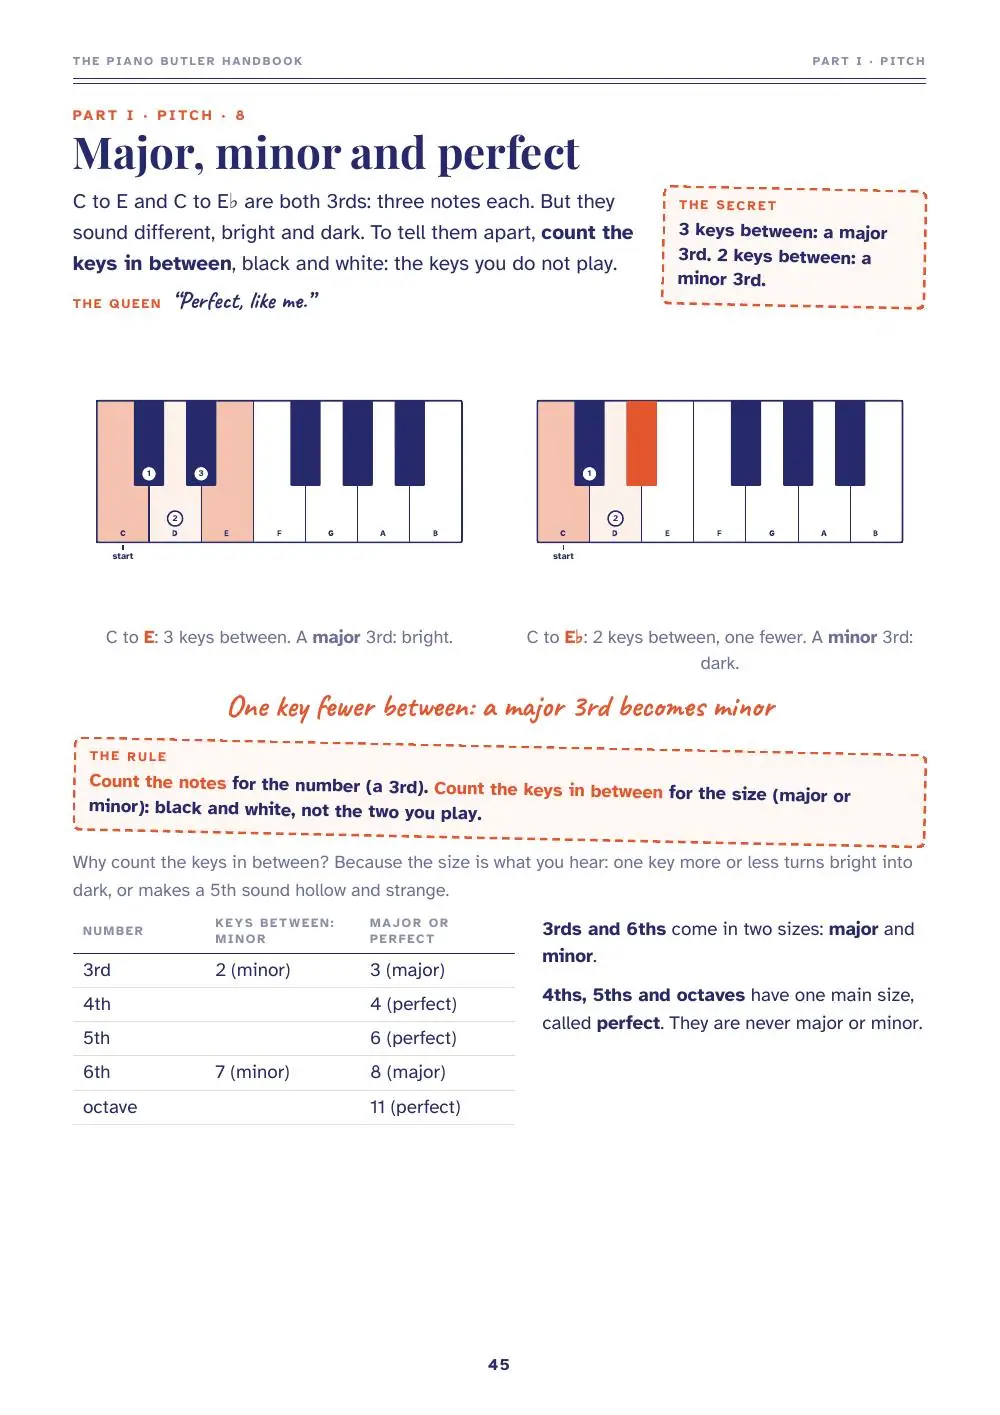 THE PIANO BUTLER HANDBOOK
PART I · PITCH
PART I · PITCH · 8
Major, minor and perfect
C to E and C to E♭ are both 3rds: three notes each. But they
sound different, bright and dark. To tell them apart, count the
keys in between, black and white: the keys you do not play.
THE QUEEN “Perfect, like me.”
THE SECRET
3 keys between: a major
3rd. 2 keys between: a
minor 3rd.
1 3
2
C D E F G A B
start
1
2
C D E F G A B
start
C to E: 3 keys between. A major 3rd: bright.
C to E♭: 2 keys between, one fewer. A minor 3rd:
dark.
One key fewer between: a major 3rd becomes minor
THE RULE
Count the notes for the number (a 3rd). Count the keys in between for the size (major or
minor): black and white, not the two you play.
Why count the keys in between? Because the size is what you hear: one key more or less turns bright into
dark, or makes a 5th sound hollow and strange.
NUMBER KEYS BETWEEN: MINOR MAJOR OR PERFECT
3rd 2 (minor) 3 (major)
4th 4 (perfect)
5th 6 (perfect)
6th 7 (minor) 8 (major)
octave 11 (perfect)
3rds and 6ths come in two sizes: major and
minor.
4ths, 5ths and octaves have one main size,
called perfect. They are never major or minor.
45